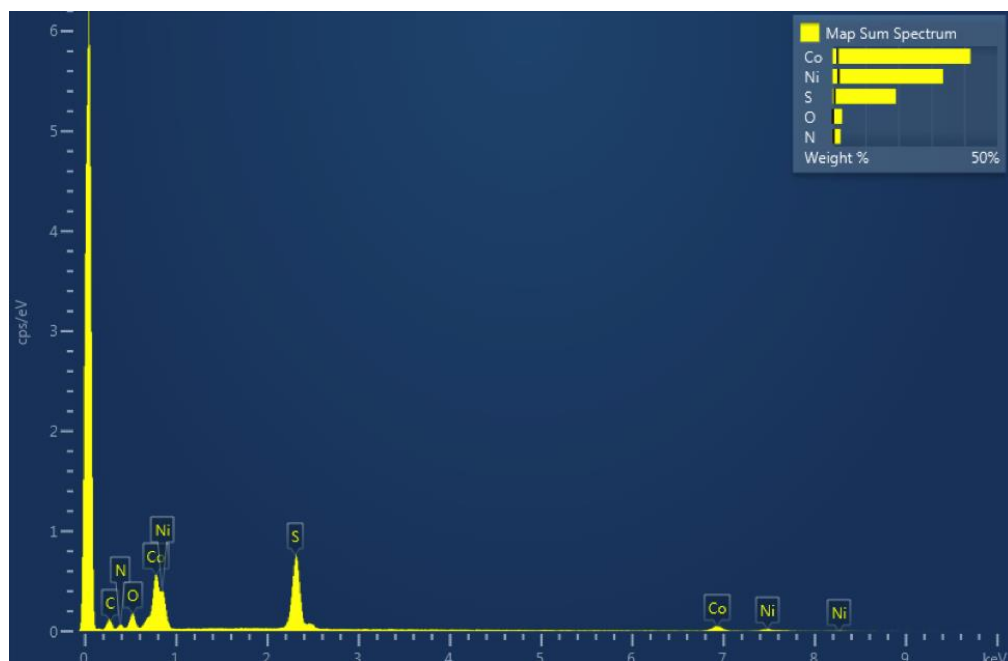 Map Sum Spectrum
Co
Ni
S
O
N
Weight % 50%
6
5
4
3
2
1
0
cps/eV
C
N
O
Co
Ni
S
Co
Ni
Ni
0 1 2 3 4 5 6 7 8 9 keV